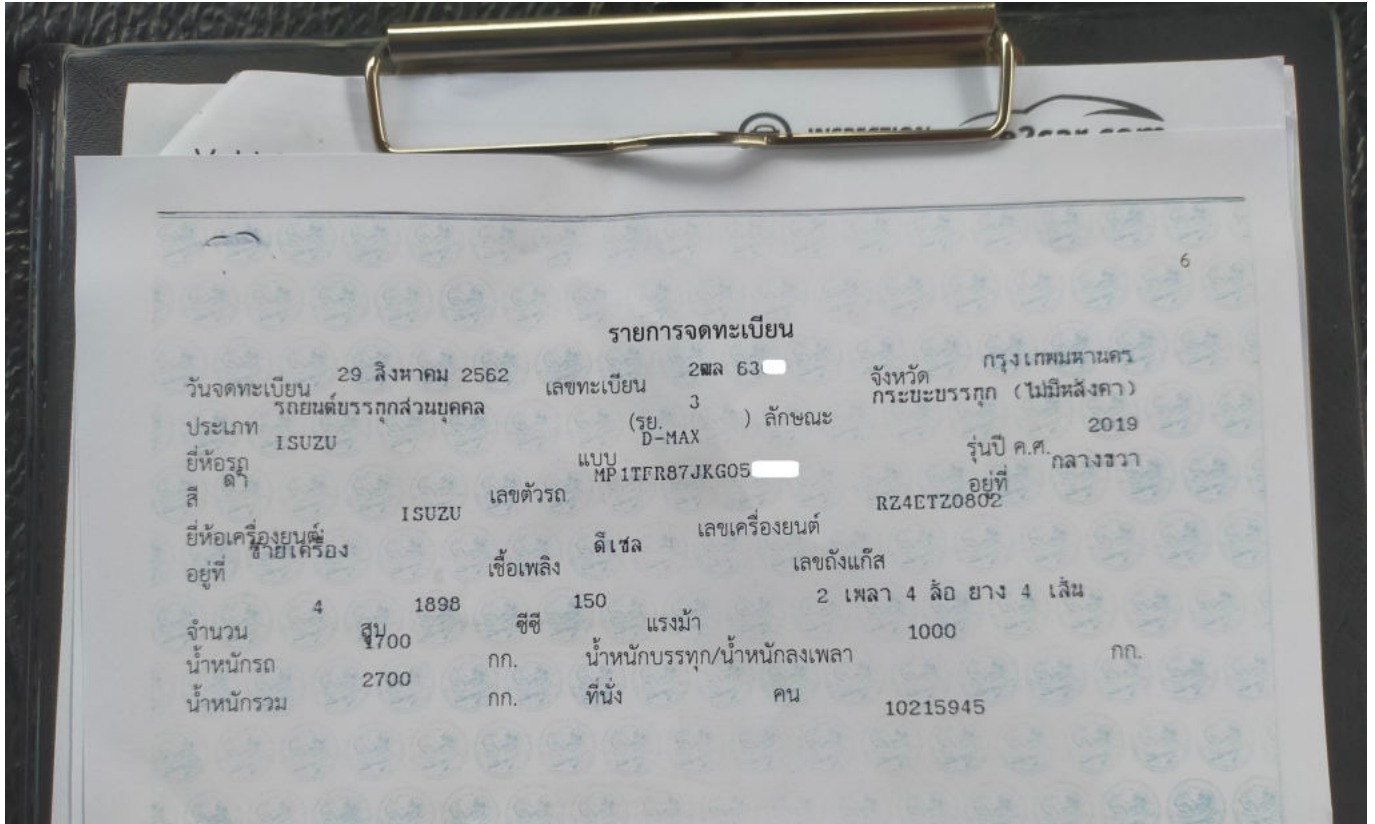 INSPECTION
6
รายการจดทะเบียน
วันจดทะเบียน 29 สิงหาคม 2562 เลขทะเบียน 2ฒล 63 จังหวัด กรุงเทพมหานคร
ประเภท รถยนต์บรรทุกส่วนบุคคล (รย. 3 ) ลักษณะ กระบะบรรทุก (ไม่มีหลังคา)
ยี่ห้อรถ ISUZU แบบ D-MAX รุ่นปี ค.ศ. 2019
สี ดำ เลขตัวรถ MP1TFR87JKG05 อยู่ที่ กลางขวา
ยี่ห้อเครื่องยนต์ ISUZU เลขเครื่องยนต์ RZ4ETZ0802
อยู่ที่ ซ้ายเครื่อง เชื้อเพลิง ดีเซล เลขถังแก๊ส
จำนวน 4 สูบ 1898 ซีซี 150 แรงม้า 2 เพลา 4 ล้อ ยาง 4 เส้น
น้ำหนักรถ 1700 กก. น้ำหนักบรรทุก/น้ำหนักลงเพลา 1000 กก.
น้ำหนักรวม 2700 กก. ที่นั่ง คน
10215945